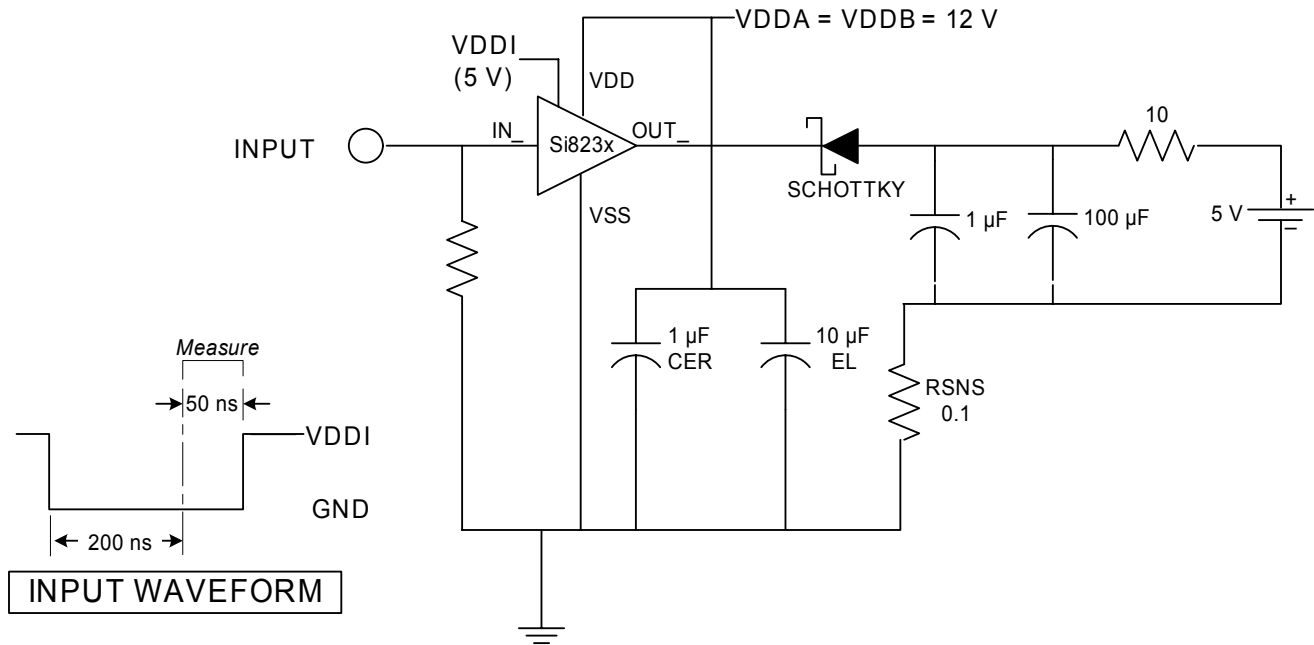 VDDA = VDDB = 12 V
VDDI
(5 V)
VDD
10
INPUT
IN_
Si823x
OUT_
SCHOTTKY
1 µF
100 µF
5 V
+
–
VSS
1 µF
CER
10 µF
EL
RSNS
0.1
Measure
50 ns
VDDI
GND
200 ns
INPUT WAVEFORM